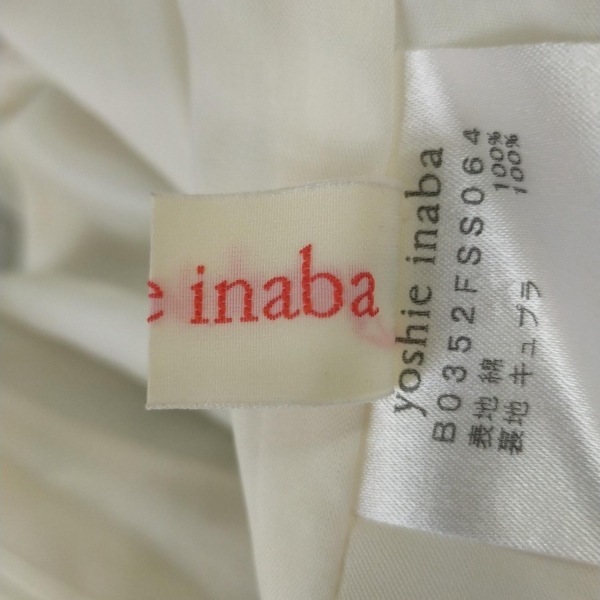 e inaba
yoshie inaba
B0352FSS064
表地 綿 100%
裏地 キュプラ 100%